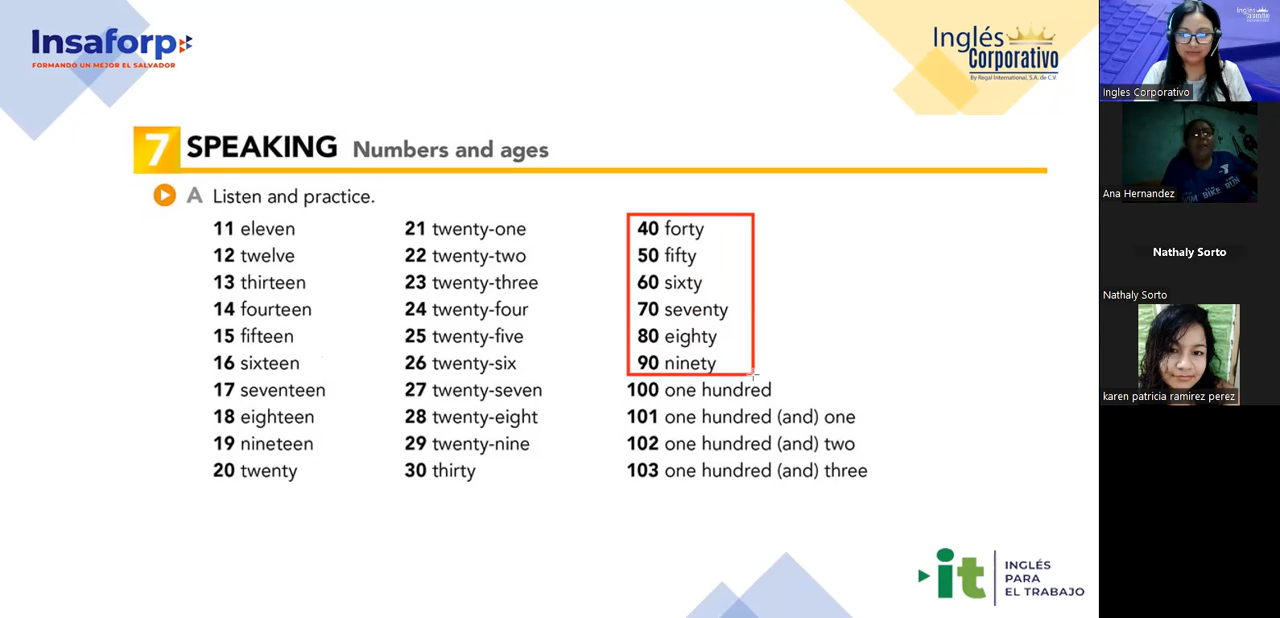 Insaforp
FORMANDO UN MEJOR EL SALVADOR
Inglés
Corporativo
By Regal International, S.A. de C.V.
7 SPEAKING Numbers and ages
A Listen and practice.
11 eleven
12 twelve
13 thirteen
14 fourteen
15 fifteen
16 sixteen
17 seventeen
18 eighteen
19 nineteen
20 twenty
21 twenty-one
22 twenty-two
23 twenty-three
24 twenty-four
25 twenty-five
26 twenty-six
27 twenty-seven
28 twenty-eight
29 twenty-nine
30 thirty
40 forty
50 fifty
60 sixty
70 seventy
80 eighty
90 ninety
100 one hundred
101 one hundred (and) one
102 one hundred (and) two
103 one hundred (and) three
it
INGLÉS
PARA
EL TRABAJO
Inglés
Ingles Corporativo
Ana Hernandez
Nathaly Sorto
Nathaly Sorto
karen patricia ramirez perez